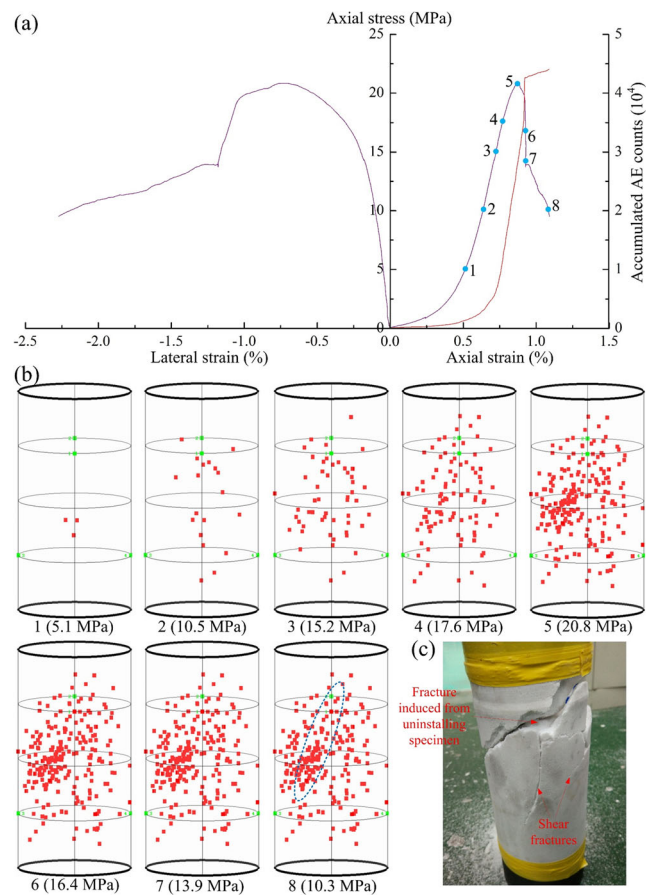 (a)
Axial stress (MPa)
25
20
15
10
5
0
5
4
3
2
1
0
Accumulated AE counts (10⁴)
1
2
3
4
5
6
7
8
-2.5
-2.0
-1.5
-1.0
-0.5
0.0
0.5
1.0
1.5
Lateral strain (%)
Axial strain (%)
(b)
1 (5.1 MPa)
2 (10.5 MPa)
3 (15.2 MPa)
4 (17.6 MPa)
5 (20.8 MPa)
6 (16.4 MPa)
7 (13.9 MPa)
8 (10.3 MPa)
(c)
Fracture
induced from
uninstalling
specimen
Shear
fractures